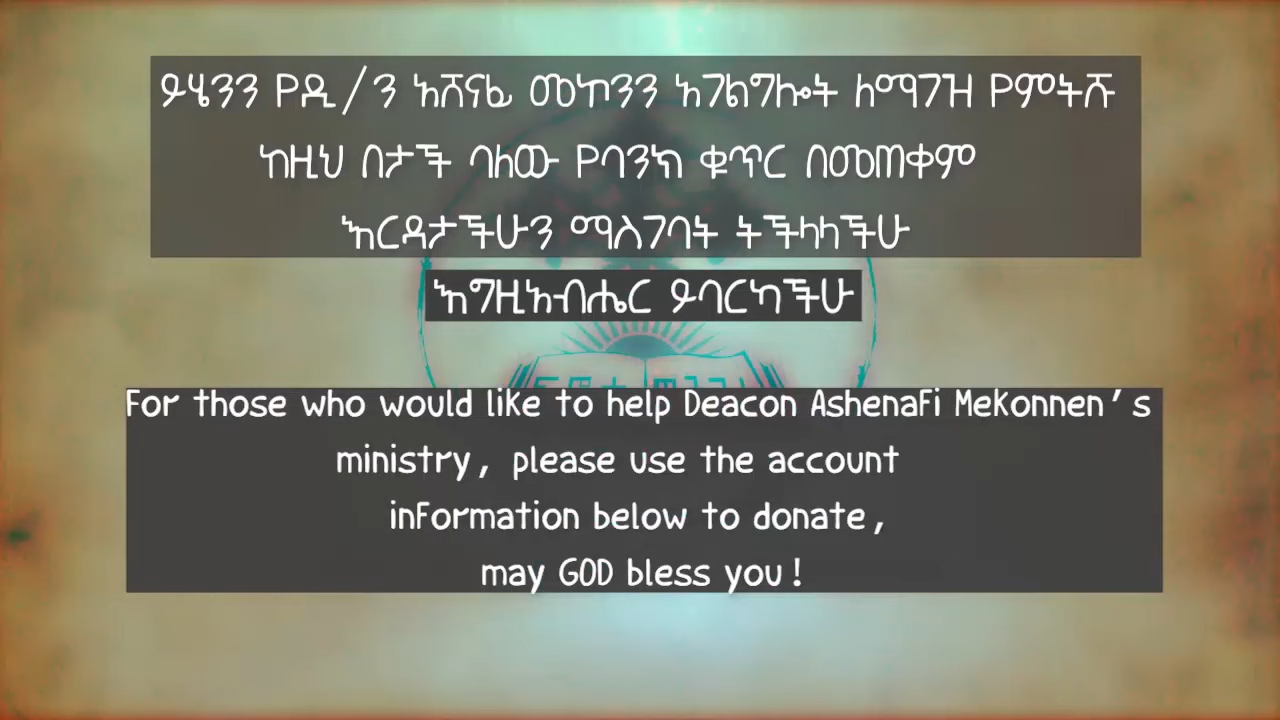 ይሄንን የዲ/ን አሸናፊ መኮንን አገልግሎት ለማገዝ የምትሹ
ከዚህ በታች ባለው የባንክ ቁጥር በመጠቀም
እርዳታችሁን ማስገባት ትችላላችሁ
እግዚአብሔር ይባርካችሁ
For those who would like to help Deacon Ashenafi Mekonnen's
ministry, please use the account
information below to donate,
may GOD bless you!